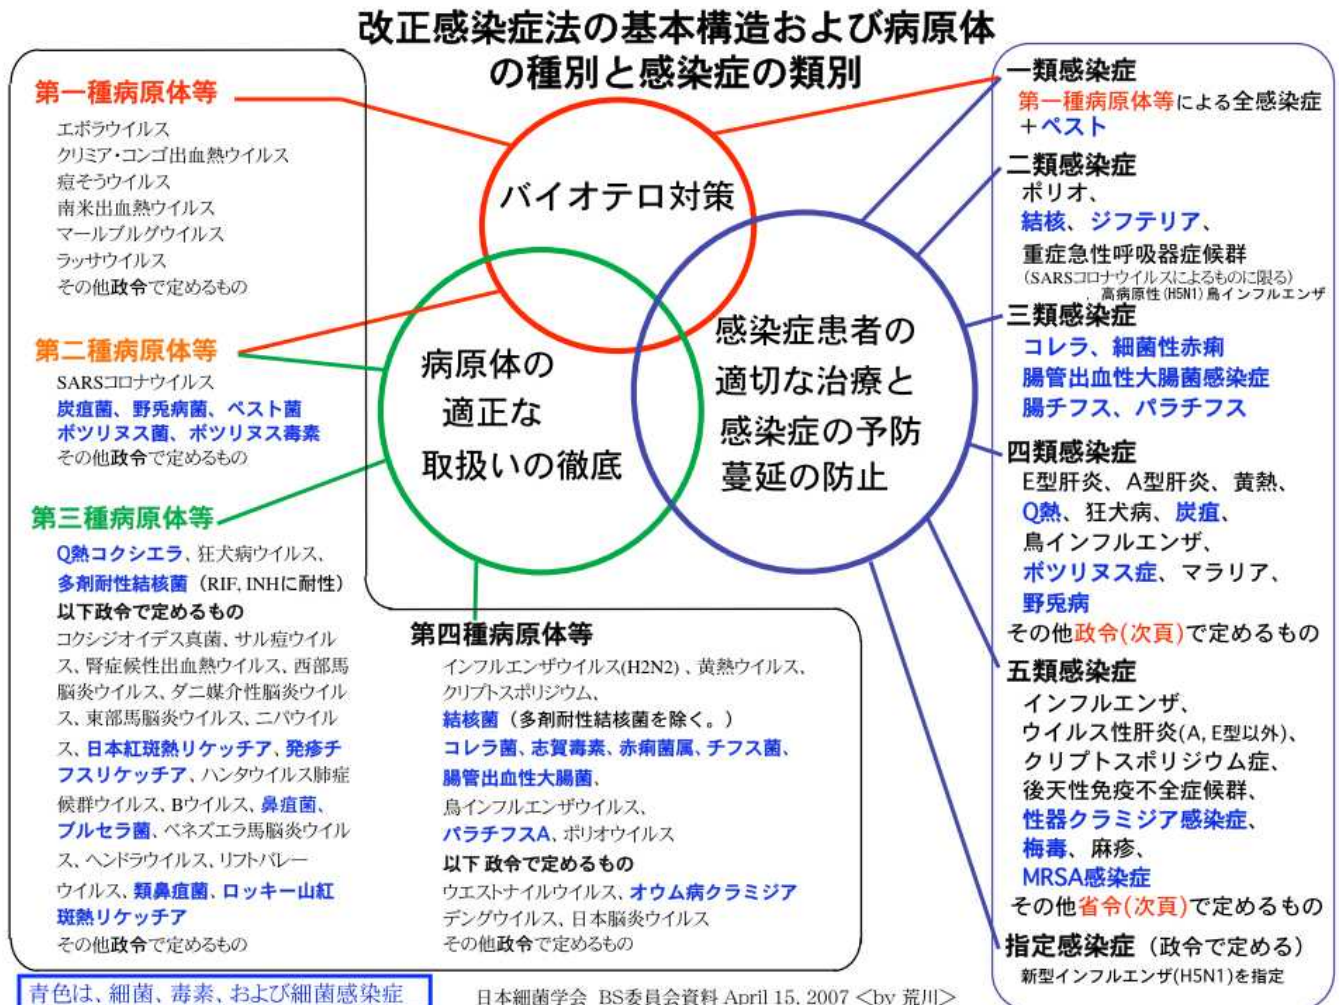 改正感染症法の基本構造および病原体
の種別と感染症の類別
第一種病原体等
エボラウイルス
クリミア・コンゴ出血熱ウイルス
痘そうウイルス
南米出血熱ウイルス
マールブルグウイルス
ラッサウイルス
その他政令で定めるもの
第二種病原体等
SARSコロナウイルス
炭疽菌、野兎病菌、ペスト菌
ボツリヌス菌、ボツリヌス毒素
その他政令で定めるもの
第三種病原体等
Q熱コクシエラ、狂犬病ウイルス、
多剤耐性結核菌（RIF, INHに耐性）
以下政令で定めるもの
コクシジオイデス真菌、サル痘ウイル
ス、腎症候性出血熱ウイルス、西部馬
脳炎ウイルス、ダニ媒介性脳炎ウイル
ス、東部馬脳炎ウイルス、ニパウイル
ス、日本紅斑熱リケッチア、発疹チ
フスリケッチア、ハンタウイルス肺症
候群ウイルス、Bウイルス、鼻疽菌、
ブルセラ菌、ベネズエラ馬脳炎ウイル
ス、ヘンドラウイルス、リフトバレー
ウイルス、類鼻疽菌、ロッキー山紅
斑熱リケッチア
その他政令で定めるもの
バイオテロ対策
病原体の
適正な
取扱いの徹底
感染症患者の
適切な治療と
感染症の予防
蔓延の防止
第四種病原体等
インフルエンザウイルス(H2N2) 、黄熱ウイルス、
クリプトスポリジウム、
結核菌（多剤耐性結核菌を除く。）
コレラ菌、志賀毒素、赤痢菌属、チフス菌、
腸管出血性大腸菌、
鳥インフルエンザウイルス、
パラチフスA、ポリオウイルス
以下 政令で定めるもの
ウエストナイルウイルス、オウム病クラミジア
デングウイルス、日本脳炎ウイルス
その他政令で定めるもの
一類感染症
第一種病原体等による全感染症
＋ペスト
二類感染症
ポリオ、
結核、ジフテリア、
重症急性呼吸器症候群
(SARSコロナウイルスによるものに限る)
、高病原性(H5N1)鳥インフルエンザ
三類感染症
コレラ、細菌性赤痢
腸管出血性大腸菌感染症
腸チフス、パラチフス
四類感染症
E型肝炎、A型肝炎、黄熱、
Q熱、狂犬病、炭疽、
鳥インフルエンザ、
ボツリヌス症、マラリア、
野兎病
その他政令(次頁)で定めるもの
五類感染症
インフルエンザ、
ウイルス性肝炎(A, E型以外)、
クリプトスポリジウム症、
後天性免疫不全症候群、
性器クラミジア感染症、
梅毒、麻疹、
MRSA感染症
その他省令(次頁)で定めるもの
指定感染症（政令で定める）
新型インフルエンザ(H5N1)を指定
青色は、細菌、毒素、および細菌感染症
日本細菌学会 BS委員会資料 April 15, 2007 ＜by 荒川＞